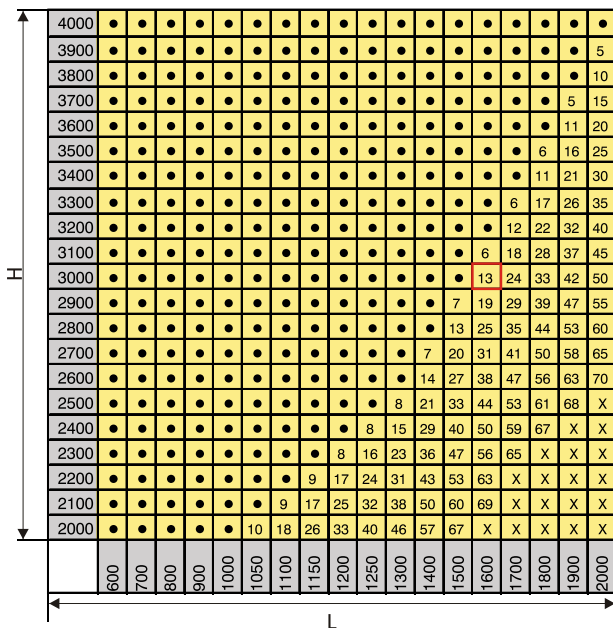 4000 ● ● ● ● ● ● ● ● ● ● ● ● ● ● ● ● ● ●
3900 ● ● ● ● ● ● ● ● ● ● ● ● ● ● ● ● ● 5
3800 ● ● ● ● ● ● ● ● ● ● ● ● ● ● ● ● ● 10
3700 ● ● ● ● ● ● ● ● ● ● ● ● ● ● ● ● 5 15
3600 ● ● ● ● ● ● ● ● ● ● ● ● ● ● ● ● 11 20
3500 ● ● ● ● ● ● ● ● ● ● ● ● ● ● ● 6 16 25
3400 ● ● ● ● ● ● ● ● ● ● ● ● ● ● ● 11 21 30
3300 ● ● ● ● ● ● ● ● ● ● ● ● ● ● 6 17 26 35
3200 ● ● ● ● ● ● ● ● ● ● ● ● ● ● 12 22 32 40
3100 ● ● ● ● ● ● ● ● ● ● ● ● ● 6 18 28 37 45
3000 ● ● ● ● ● ● ● ● ● ● ● ● ● 13 24 33 42 50
2900 ● ● ● ● ● ● ● ● ● ● ● ● 7 19 29 39 47 55
2800 ● ● ● ● ● ● ● ● ● ● ● ● 13 25 35 44 53 60
2700 ● ● ● ● ● ● ● ● ● ● ● 7 20 31 41 50 58 65
2600 ● ● ● ● ● ● ● ● ● ● ● 14 27 38 47 56 63 70
2500 ● ● ● ● ● ● ● ● ● ● 8 21 33 44 53 61 68 X
2400 ● ● ● ● ● ● ● ● ● 8 15 29 40 50 59 67 X X
2300 ● ● ● ● ● ● ● ● 8 16 23 36 47 56 65 X X X
2200 ● ● ● ● ● ● ● 9 17 24 31 43 53 63 X X X X
2100 ● ● ● ● ● ● 9 17 25 32 38 50 60 69 X X X X
2000 ● ● ● ● ● 10 18 26 33 40 46 57 67 X X X X X
H
600 700 800 900 1000 1050 1100 1150 1200 1250 1300 1400 1500 1600 1700 1800 1900 2000
L